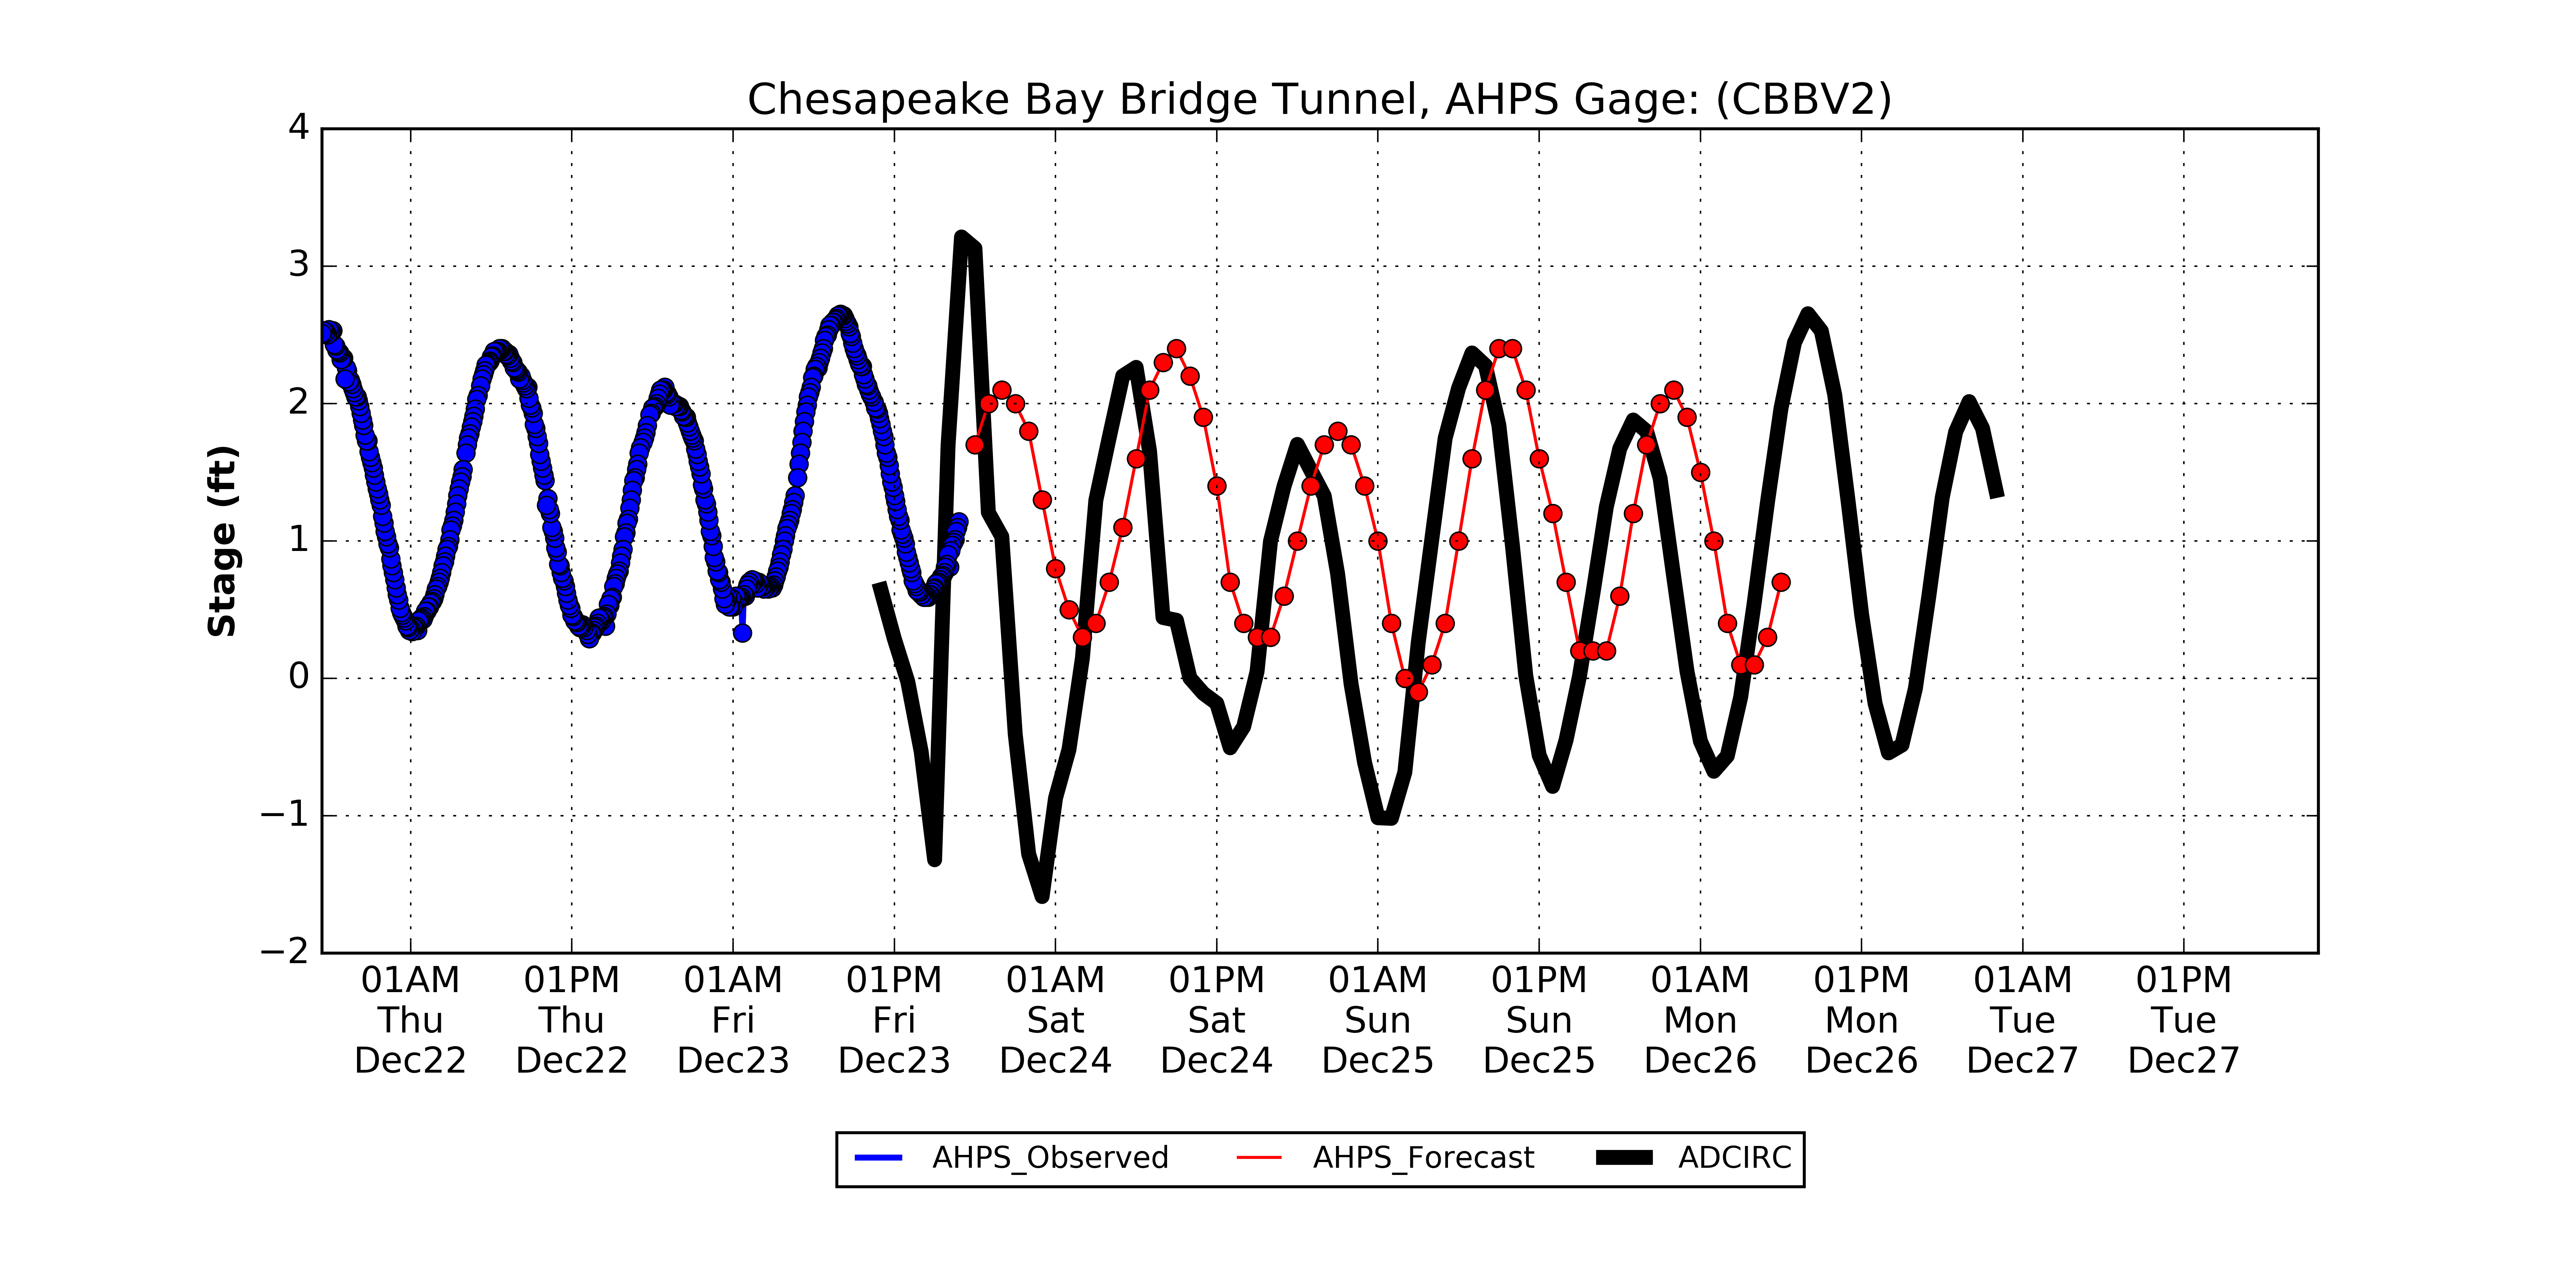 Chesapeake Bay Bridge Tunnel, AHPS Gage: (CBBV2)
4
3
2
1
0
−1
−2
Stage (ft)
01AM 01PM 01AM 01PM 01AM 01PM 01AM 01PM 01AM 01PM 01AM 01PM
Thu Thu Fri Fri Sat Sat Sun Sun Mon Mon Tue Tue
Dec22 Dec22 Dec23 Dec23 Dec24 Dec24 Dec25 Dec25 Dec26 Dec26 Dec27 Dec27
AHPS_Observed AHPS_Forecast ADCIRC